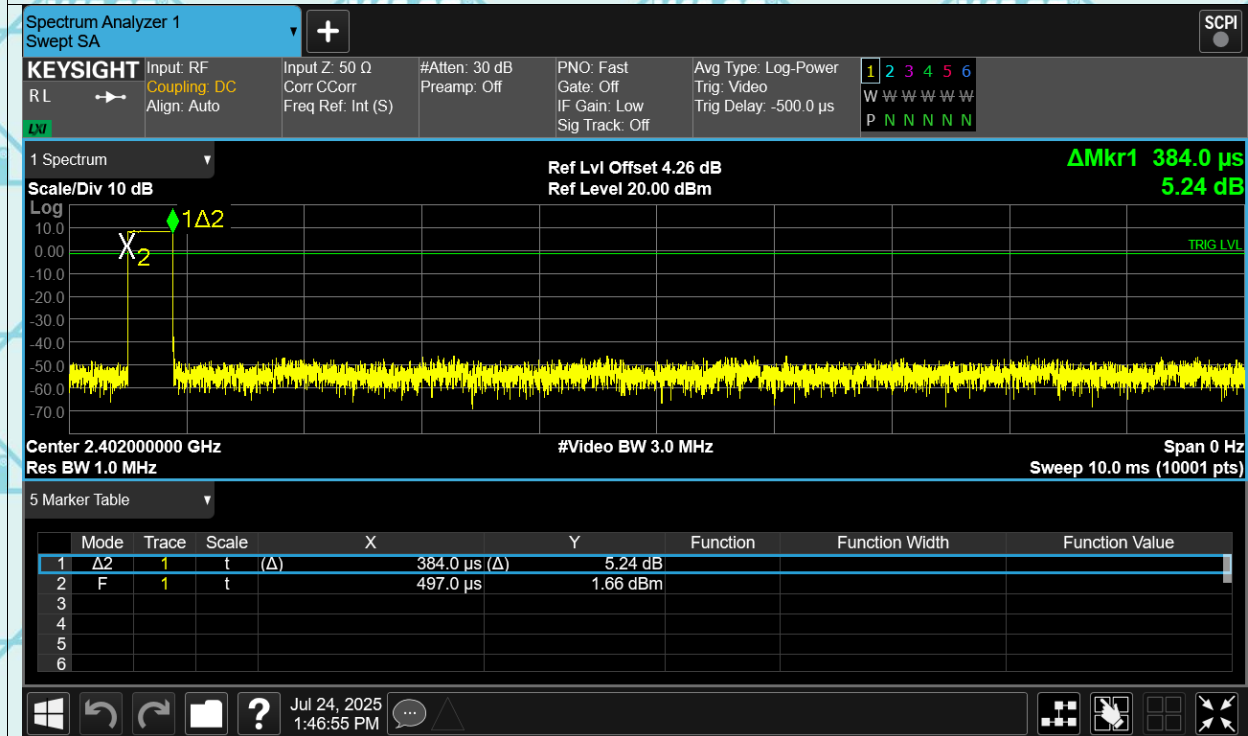 Spectrum Analyzer 1
Swept SA
+
SCPI
KEYSIGHT
R L
LXI
Input: RF
Coupling: DC
Align: Auto
Input Z: 50 Ω
Corr CCorr
Freq Ref: Int (S)
#Atten: 30 dB
Preamp: Off
PNO: Fast
Gate: Off
IF Gain: Low
Sig Track: Off
Avg Type: Log-Power
Trig: Video
Trig Delay: -500.0 µs
1 2 3 4 5 6
W W W W W W
P N N N N N
1 Spectrum
Scale/Div 10 dB
Log
Ref Lvl Offset 4.26 dB
Ref Level 20.00 dBm
ΔMkr1 384.0 µs
5.24 dB
1Δ2
10.0
X2
TRIG LVL
0.00
-10.0
-20.0
-30.0
-40.0
-50.0
-60.0
-70.0
Center 2.402000000 GHz
#Video BW 3.0 MHz
Span 0 Hz
Res BW 1.0 MHz
Sweep 10.0 ms (10001 pts)
5 Marker Table
Mode Trace Scale X Y Function Function Width Function Value
1 Δ2 1 t (Δ) 384.0 µs (Δ) 5.24 dB
2 F 1 t 497.0 µs 1.66 dBm
3
4
5
6
?
Jul 24, 2025
1:46:55 PM